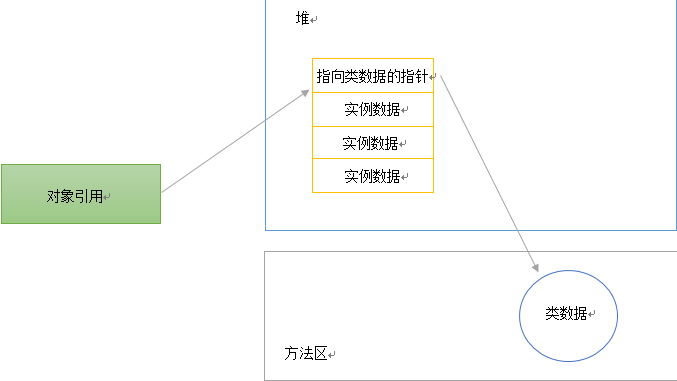 堆
指向类数据的指针
实例数据
实例数据
实例数据
对象引用
类数据
方法区